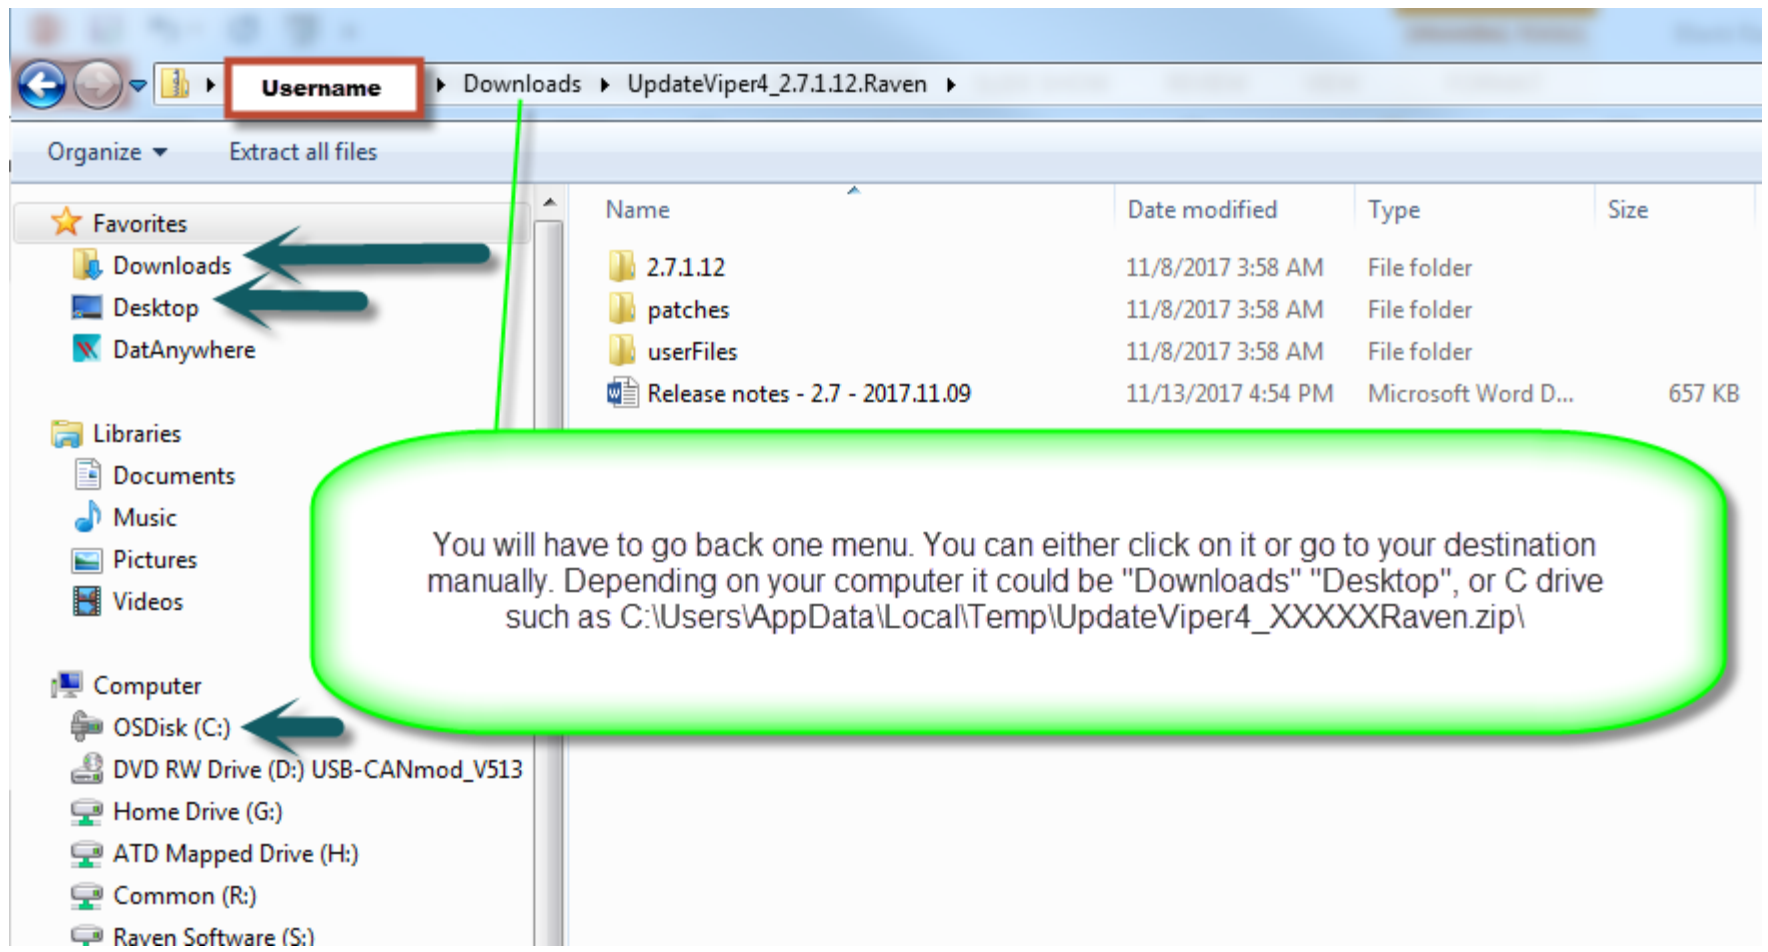 Username Downloads UpdateViper4_2.7.1.12.Raven
Organize Extract all files
Name Date modified Type Size
Favorites
Downloads
Desktop
DatAnywhere
Libraries
Documents
Music
Pictures
Videos
Computer
OSDisk (C:)
DVD RW Drive (D:) USB-CANmod_V513
Home Drive (G:)
ATD Mapped Drive (H:)
Common (R:)
Raven Software (S:)
2.7.1.12 11/8/2017 3:58 AM File folder
patches 11/8/2017 3:58 AM File folder
userFiles 11/8/2017 3:58 AM File folder
Release notes - 2.7 - 2017.11.09 11/13/2017 4:54 PM Microsoft Word D... 657 KB
You will have to go back one menu. You can either click on it or go to your destination
manually. Depending on your computer it could be "Downloads" "Desktop", or C drive
such as C:\Users\AppData\Local\Temp\UpdateViper4_XXXXXRaven.zip\